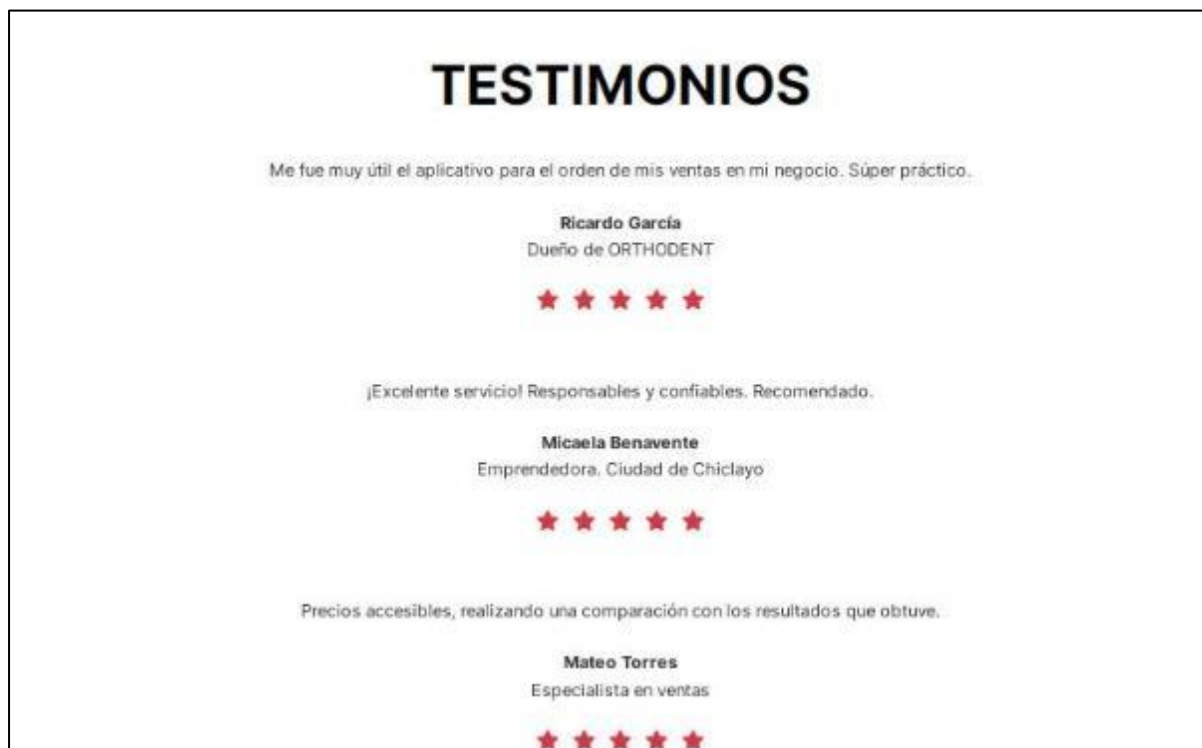 TESTIMONIOS
Me fue muy útil el aplicativo para el orden de mis ventas en mi negocio. Súper práctico.
Ricardo García
Dueño de ORTHODENT
¡Excelente servicio! Responsables y confiables. Recomendado.
Micaela Benavente
Emprendedora. Ciudad de Chiclayo
Precios accesibles, realizando una comparación con los resultados que obtuve.
Mateo Torres
Especialista en ventas